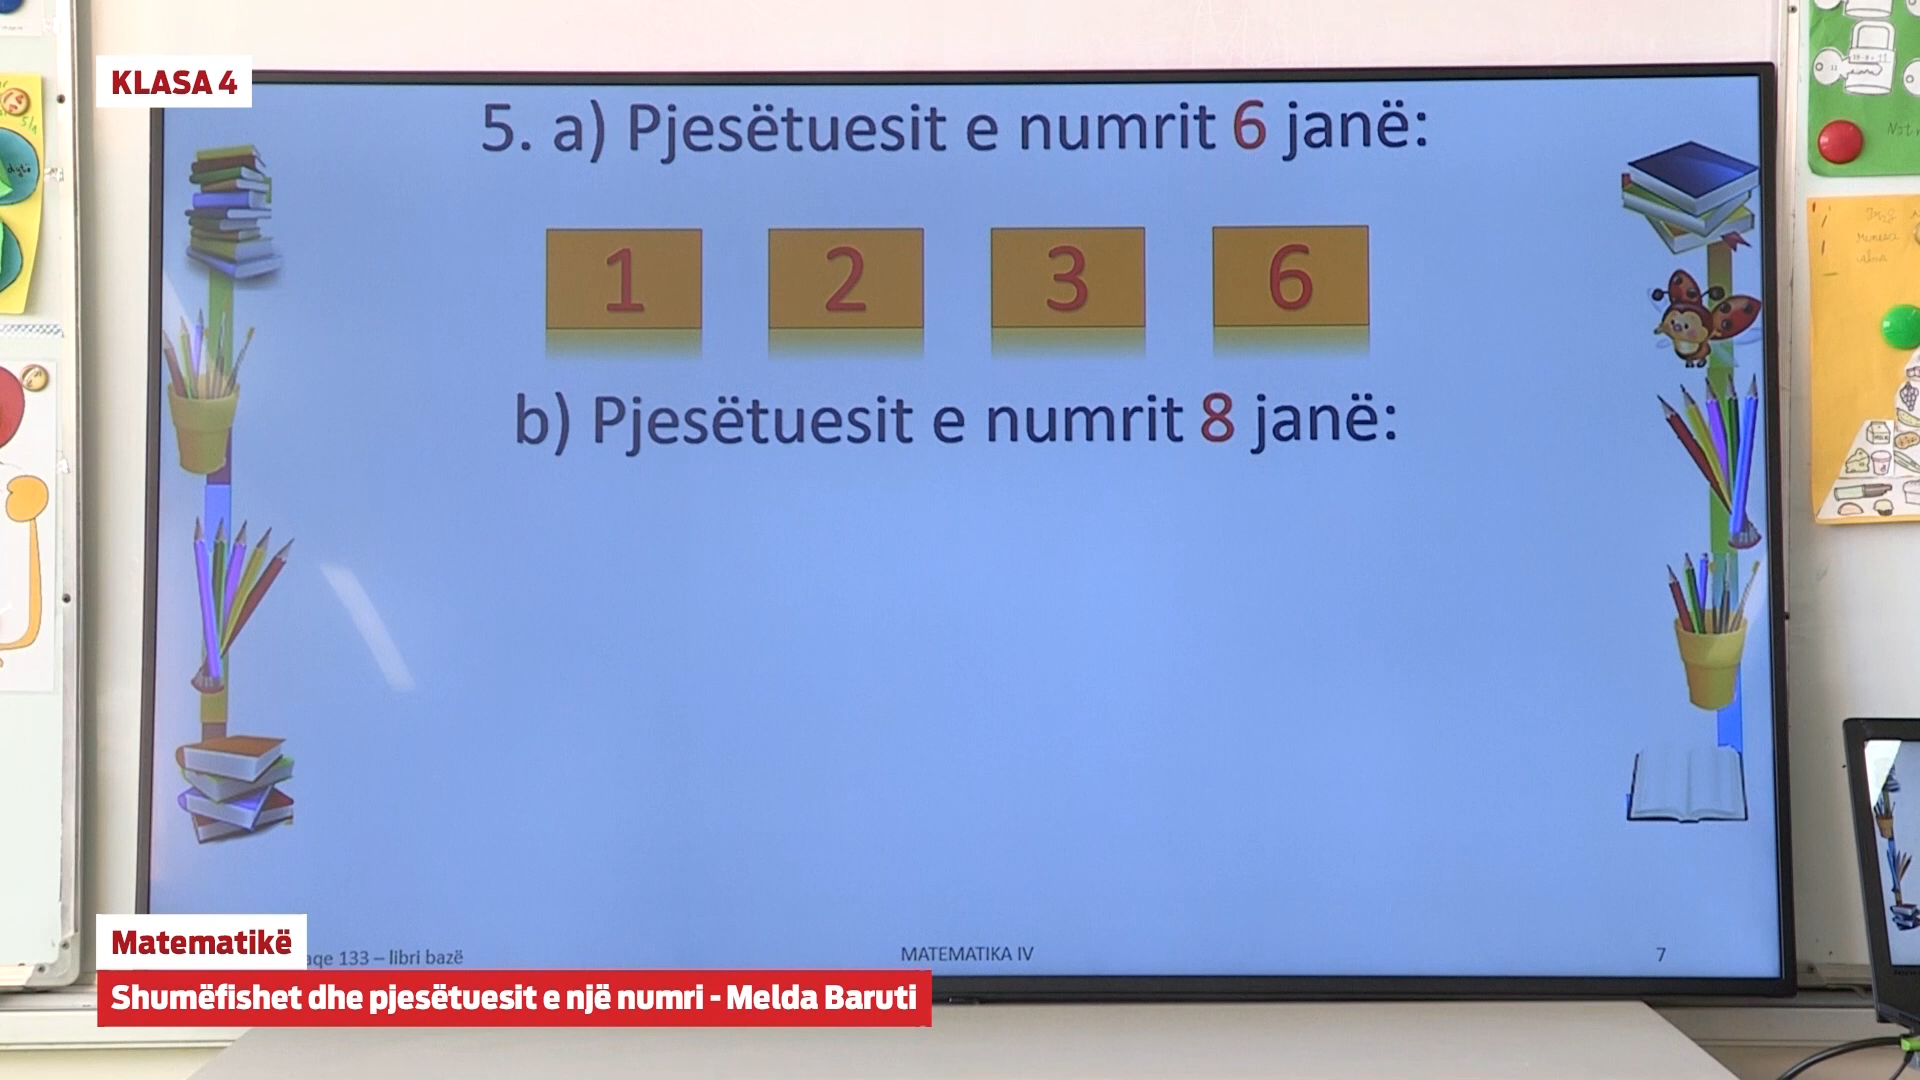 KLASA 4
5. a) Pjesëtuesit e numrit 6 janë:
1 2 3 6
b) Pjesëtuesit e numrit 8 janë:
133 – libri bazë
MATEMATIKA IV
7
Matematikë
Shumëfishet dhe pjesëtuesit e një numri - Melda Baruti